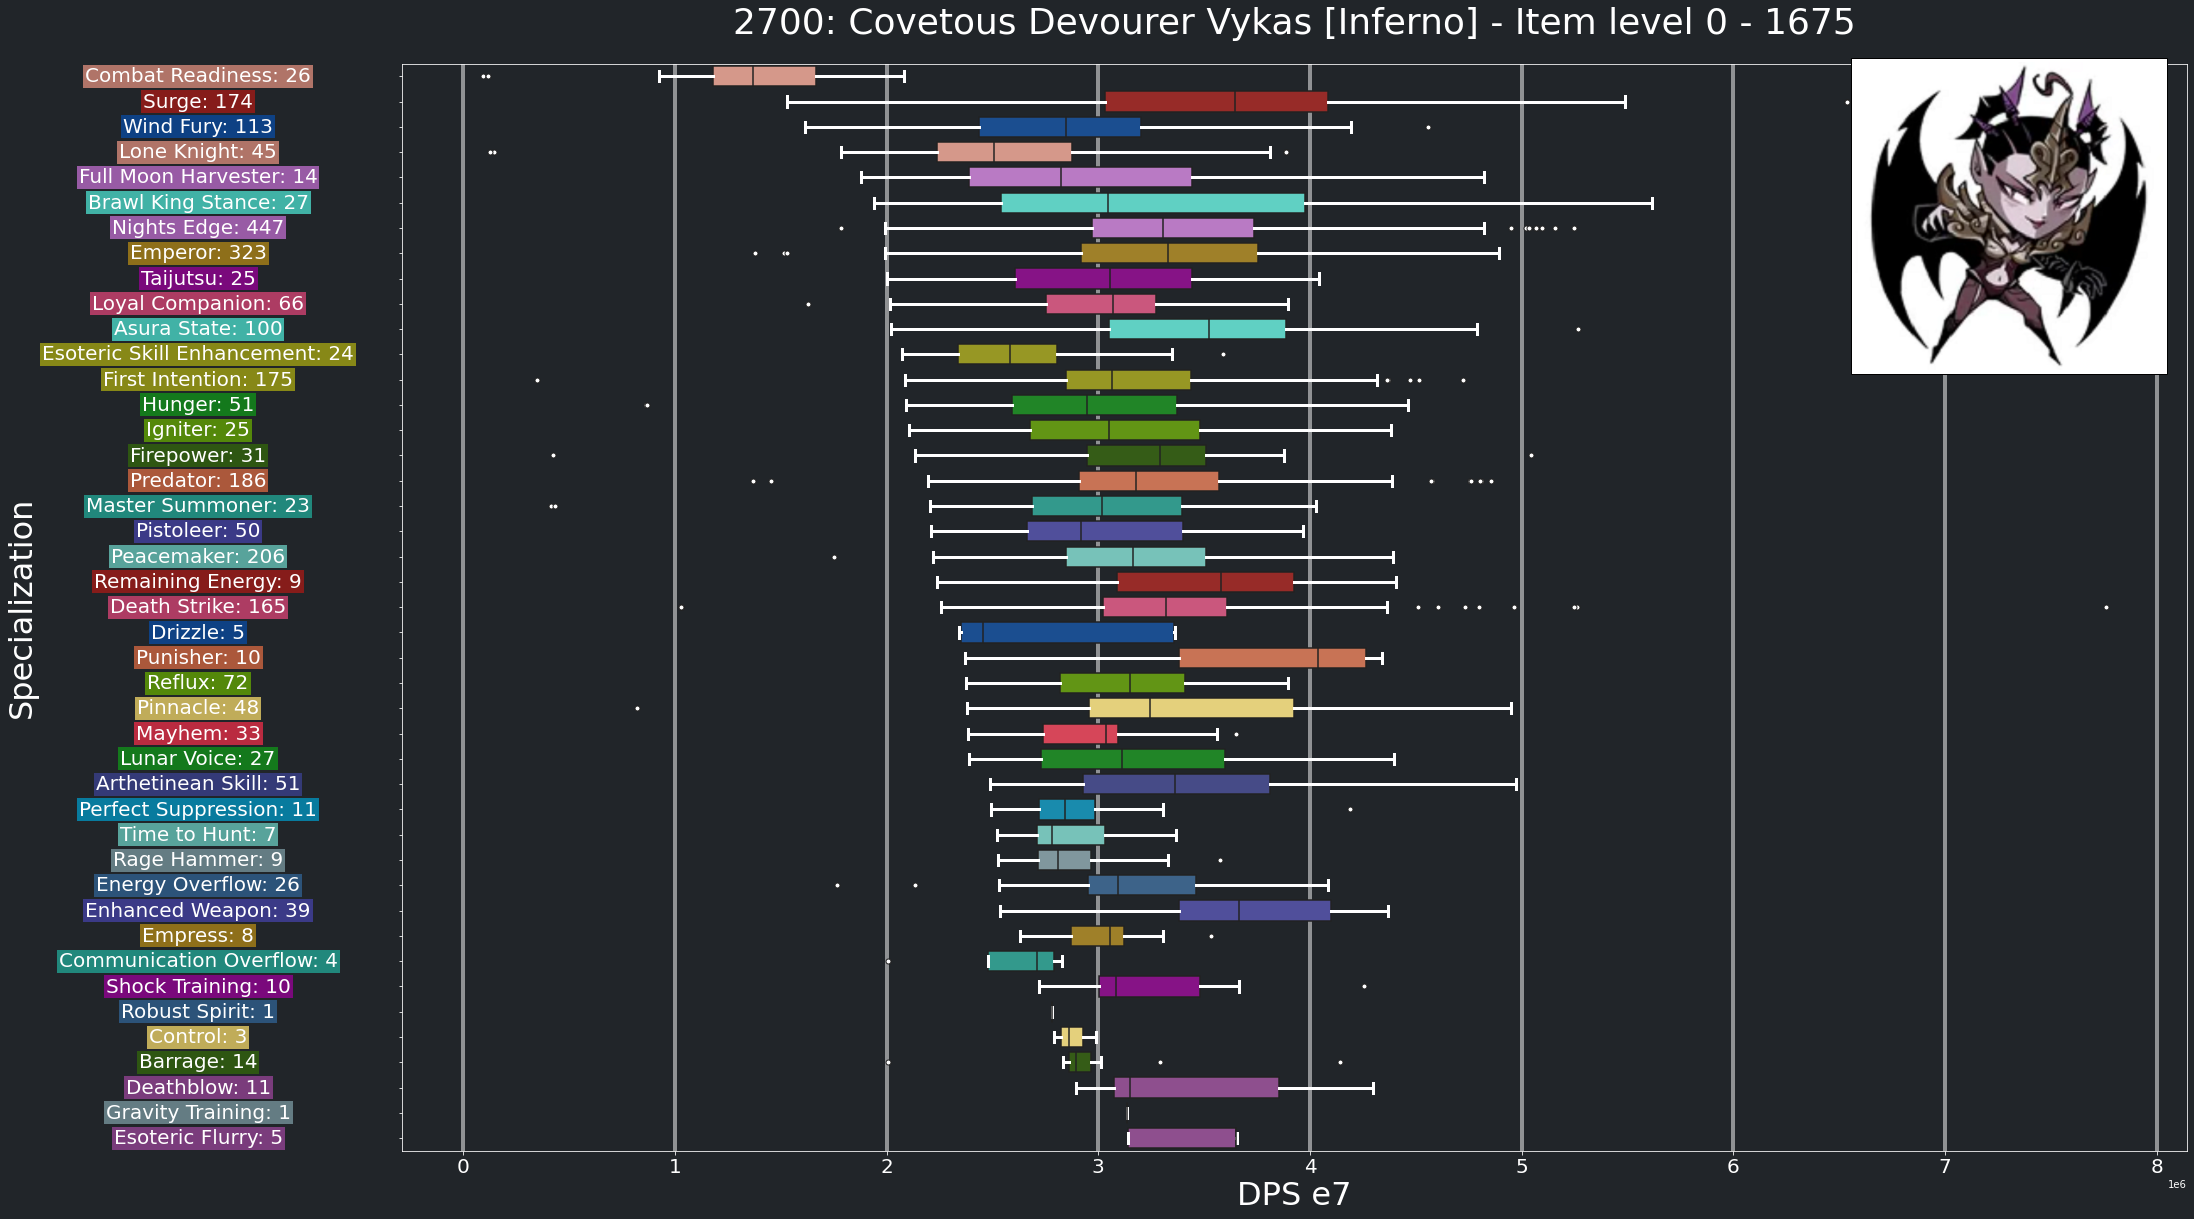 2700: Covetous Devourer Vykas [Inferno] - Item level 0 - 1675
Combat Readiness: 26
Surge: 174
Wind Fury: 113
Lone Knight: 45
Full Moon Harvester: 14
Brawl King Stance: 27
Nights Edge: 447
Emperor: 323
Taijutsu: 25
Loyal Companion: 66
Asura State: 100
Esoteric Skill Enhancement: 24
First Intention: 175
Hunger: 51
Igniter: 25
Firepower: 31
Predator: 186
Master Summoner: 23
Pistoleer: 50
Peacemaker: 206
Remaining Energy: 9
Death Strike: 165
Drizzle: 5
Punisher: 10
Reflux: 72
Pinnacle: 48
Mayhem: 33
Lunar Voice: 27
Arthetinean Skill: 51
Perfect Suppression: 11
Time to Hunt: 7
Rage Hammer: 9
Energy Overflow: 26
Enhanced Weapon: 39
Empress: 8
Communication Overflow: 4
Shock Training: 10
Robust Spirit: 1
Control: 3
Barrage: 14
Deathblow: 11
Gravity Training: 1
Esoteric Flurry: 5
Specialization
0 1 2 3 4 5 6 7 8
1e6
DPS e7